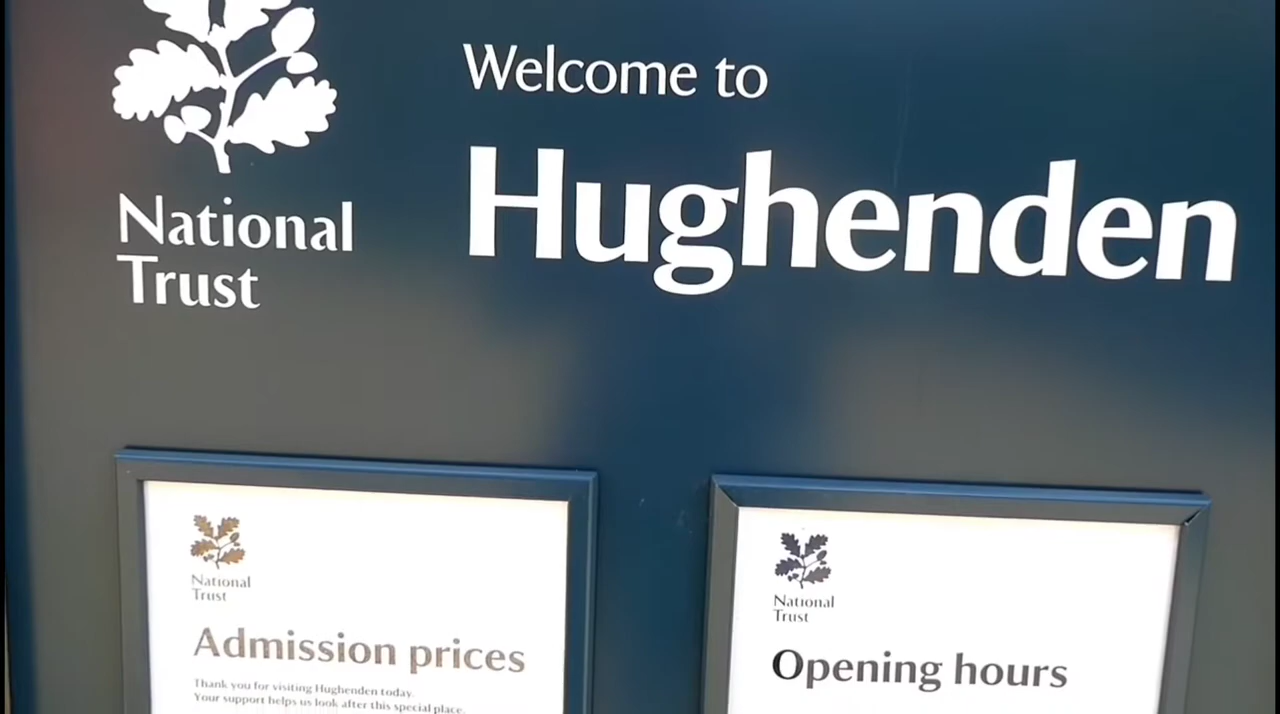 National
Trust
Welcome to
Hughenden
National
Trust
Admission prices
Thank you for visiting Hughenden today.
Your support helps us look after this special place.
National
Trust
Opening hours